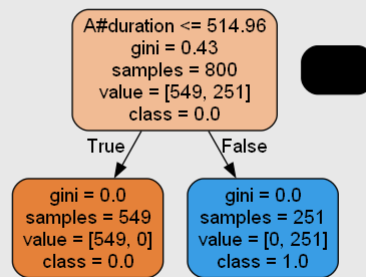 A#duration <= 514.96
gini = 0.43
samples = 800
value = [549, 251]
class = 0.0
True
False
gini = 0.0
samples = 549
value = [549, 0]
class = 0.0
gini = 0.0
samples = 251
value = [0, 251]
class = 1.0